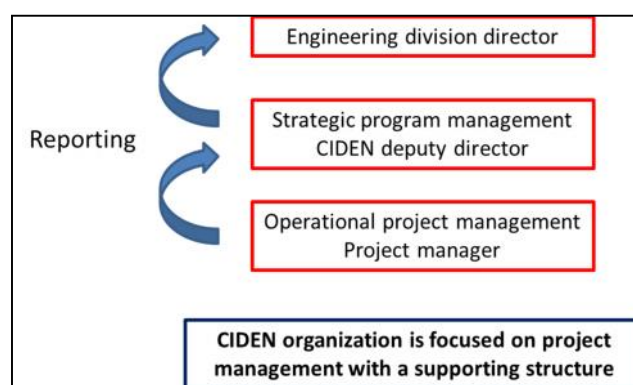 Engineering division director
Reporting
Strategic program management
CIDEN deputy director
Operational project management
Project manager
CIDEN organization is focused on project
management with a supporting structure